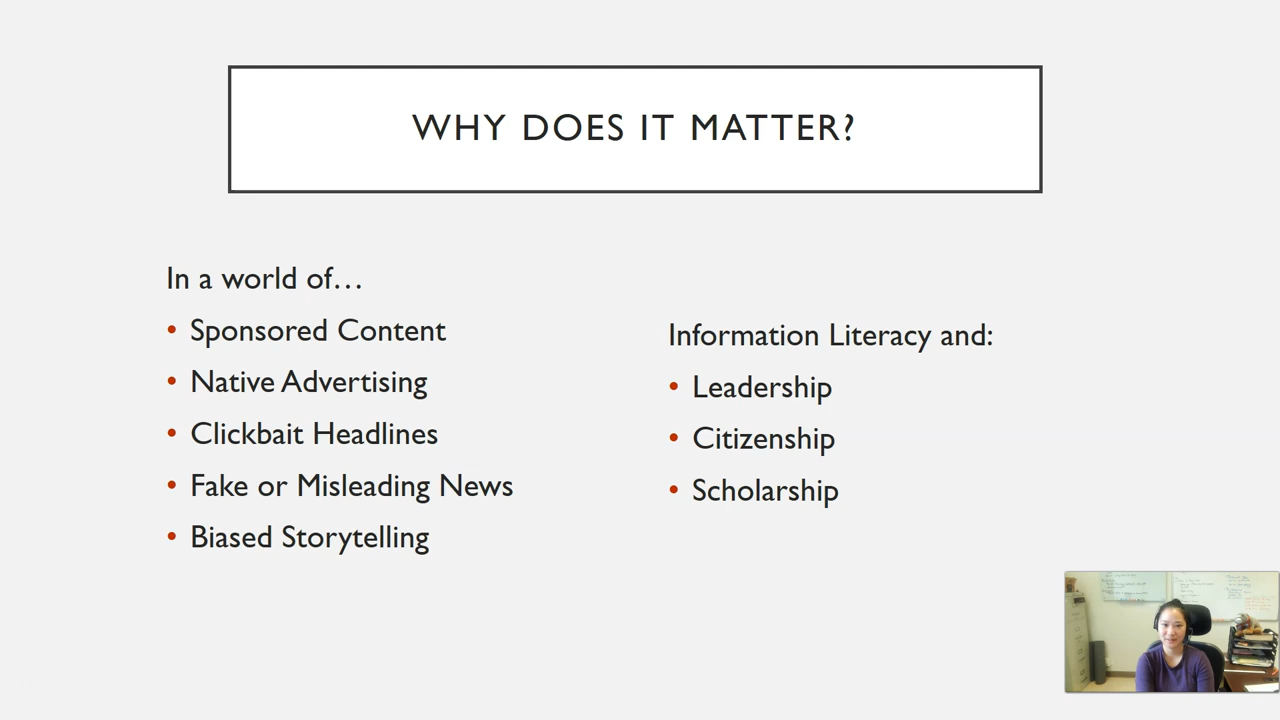 WHY DOES IT MATTER?
In a world of…
• Sponsored Content
• Native Advertising
• Clickbait Headlines
• Fake or Misleading News
• Biased Storytelling
Information Literacy and:
• Leadership
• Citizenship
• Scholarship